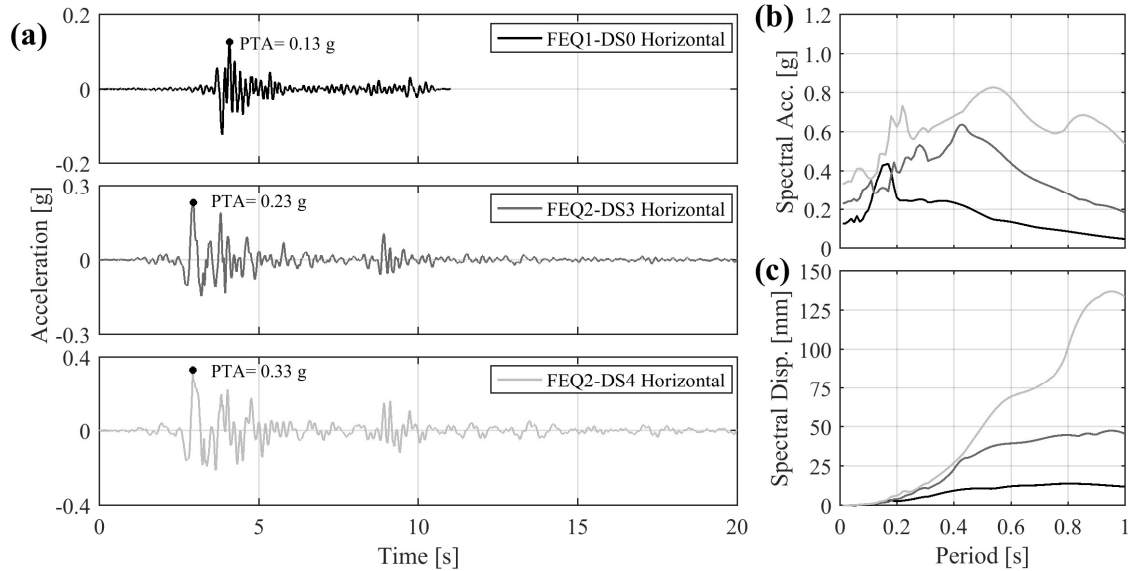 (a)
0.2
0
-0.2
PTA= 0.13 g
FEQ1-DS0 Horizontal
0.3
0
-0.3
PTA= 0.23 g
FEQ2-DS3 Horizontal
0.4
0
-0.4
PTA= 0.33 g
FEQ2-DS4 Horizontal
Acceleration [g]
0 5 10 15 20
Time [s]
(b)
1.2
1.0
0.8
0.6
0.4
0.2
0
Spectral Acc. [g]
(c)
150
125
100
75
50
25
0
Spectral Disp. [mm]
0 0.2 0.4 0.6 0.8 1
Period [s]